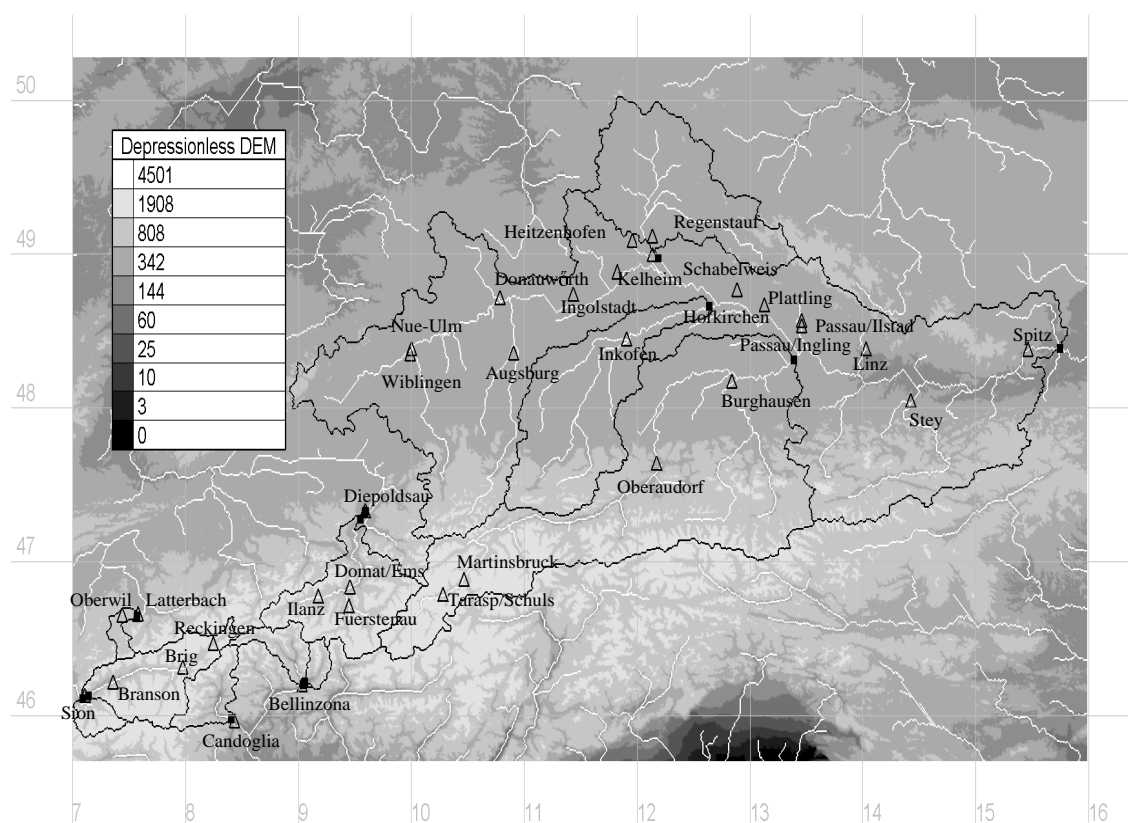 50
Depressionless DEM
4501
1908
808
342
144
60
25
10
3
0
49
Heitzenhofen
Regenstauf
Donauwörth
Kelheim
Schabelweis
Ingolstadt
Plattling
Hofkirchen
Nue-Ulm
Passau/Ilstad
Spitz
Inkofen
Passau/Ingling
Wiblingen
Augsburg
Linz
48
Burghausen
Stey
Oberaudorf
Diepoldsau
47
Martinsbruck
Domat/Ems
Oberwil
Latterbach
Ilanz
Tarasp/Schuls
Fuerstenau
Reckingen
Brig
46
Branson
Sion
Bellinzona
Candoglia
7 8 9 10 11 12 13 14 15 16